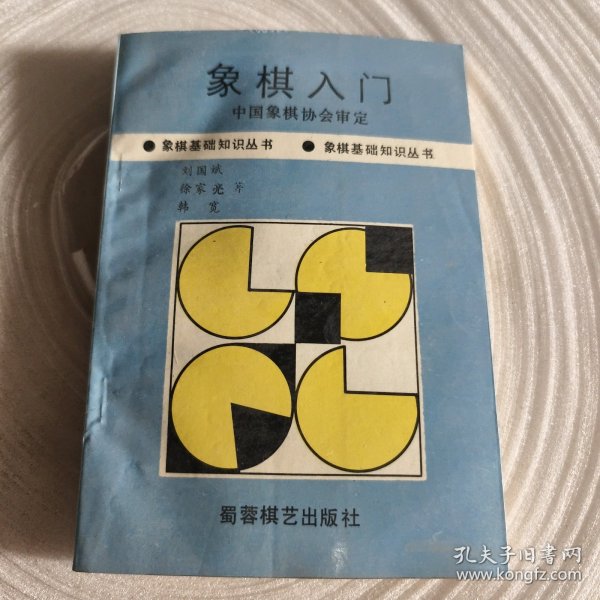 象棋入门
中国象棋协会审定
●象棋基础知识丛书 ●象棋基础知识丛书
刘国斌
徐家亮 等
韩宽
蜀蓉棋艺出版社
孔夫子旧书网
www.kongfz.com